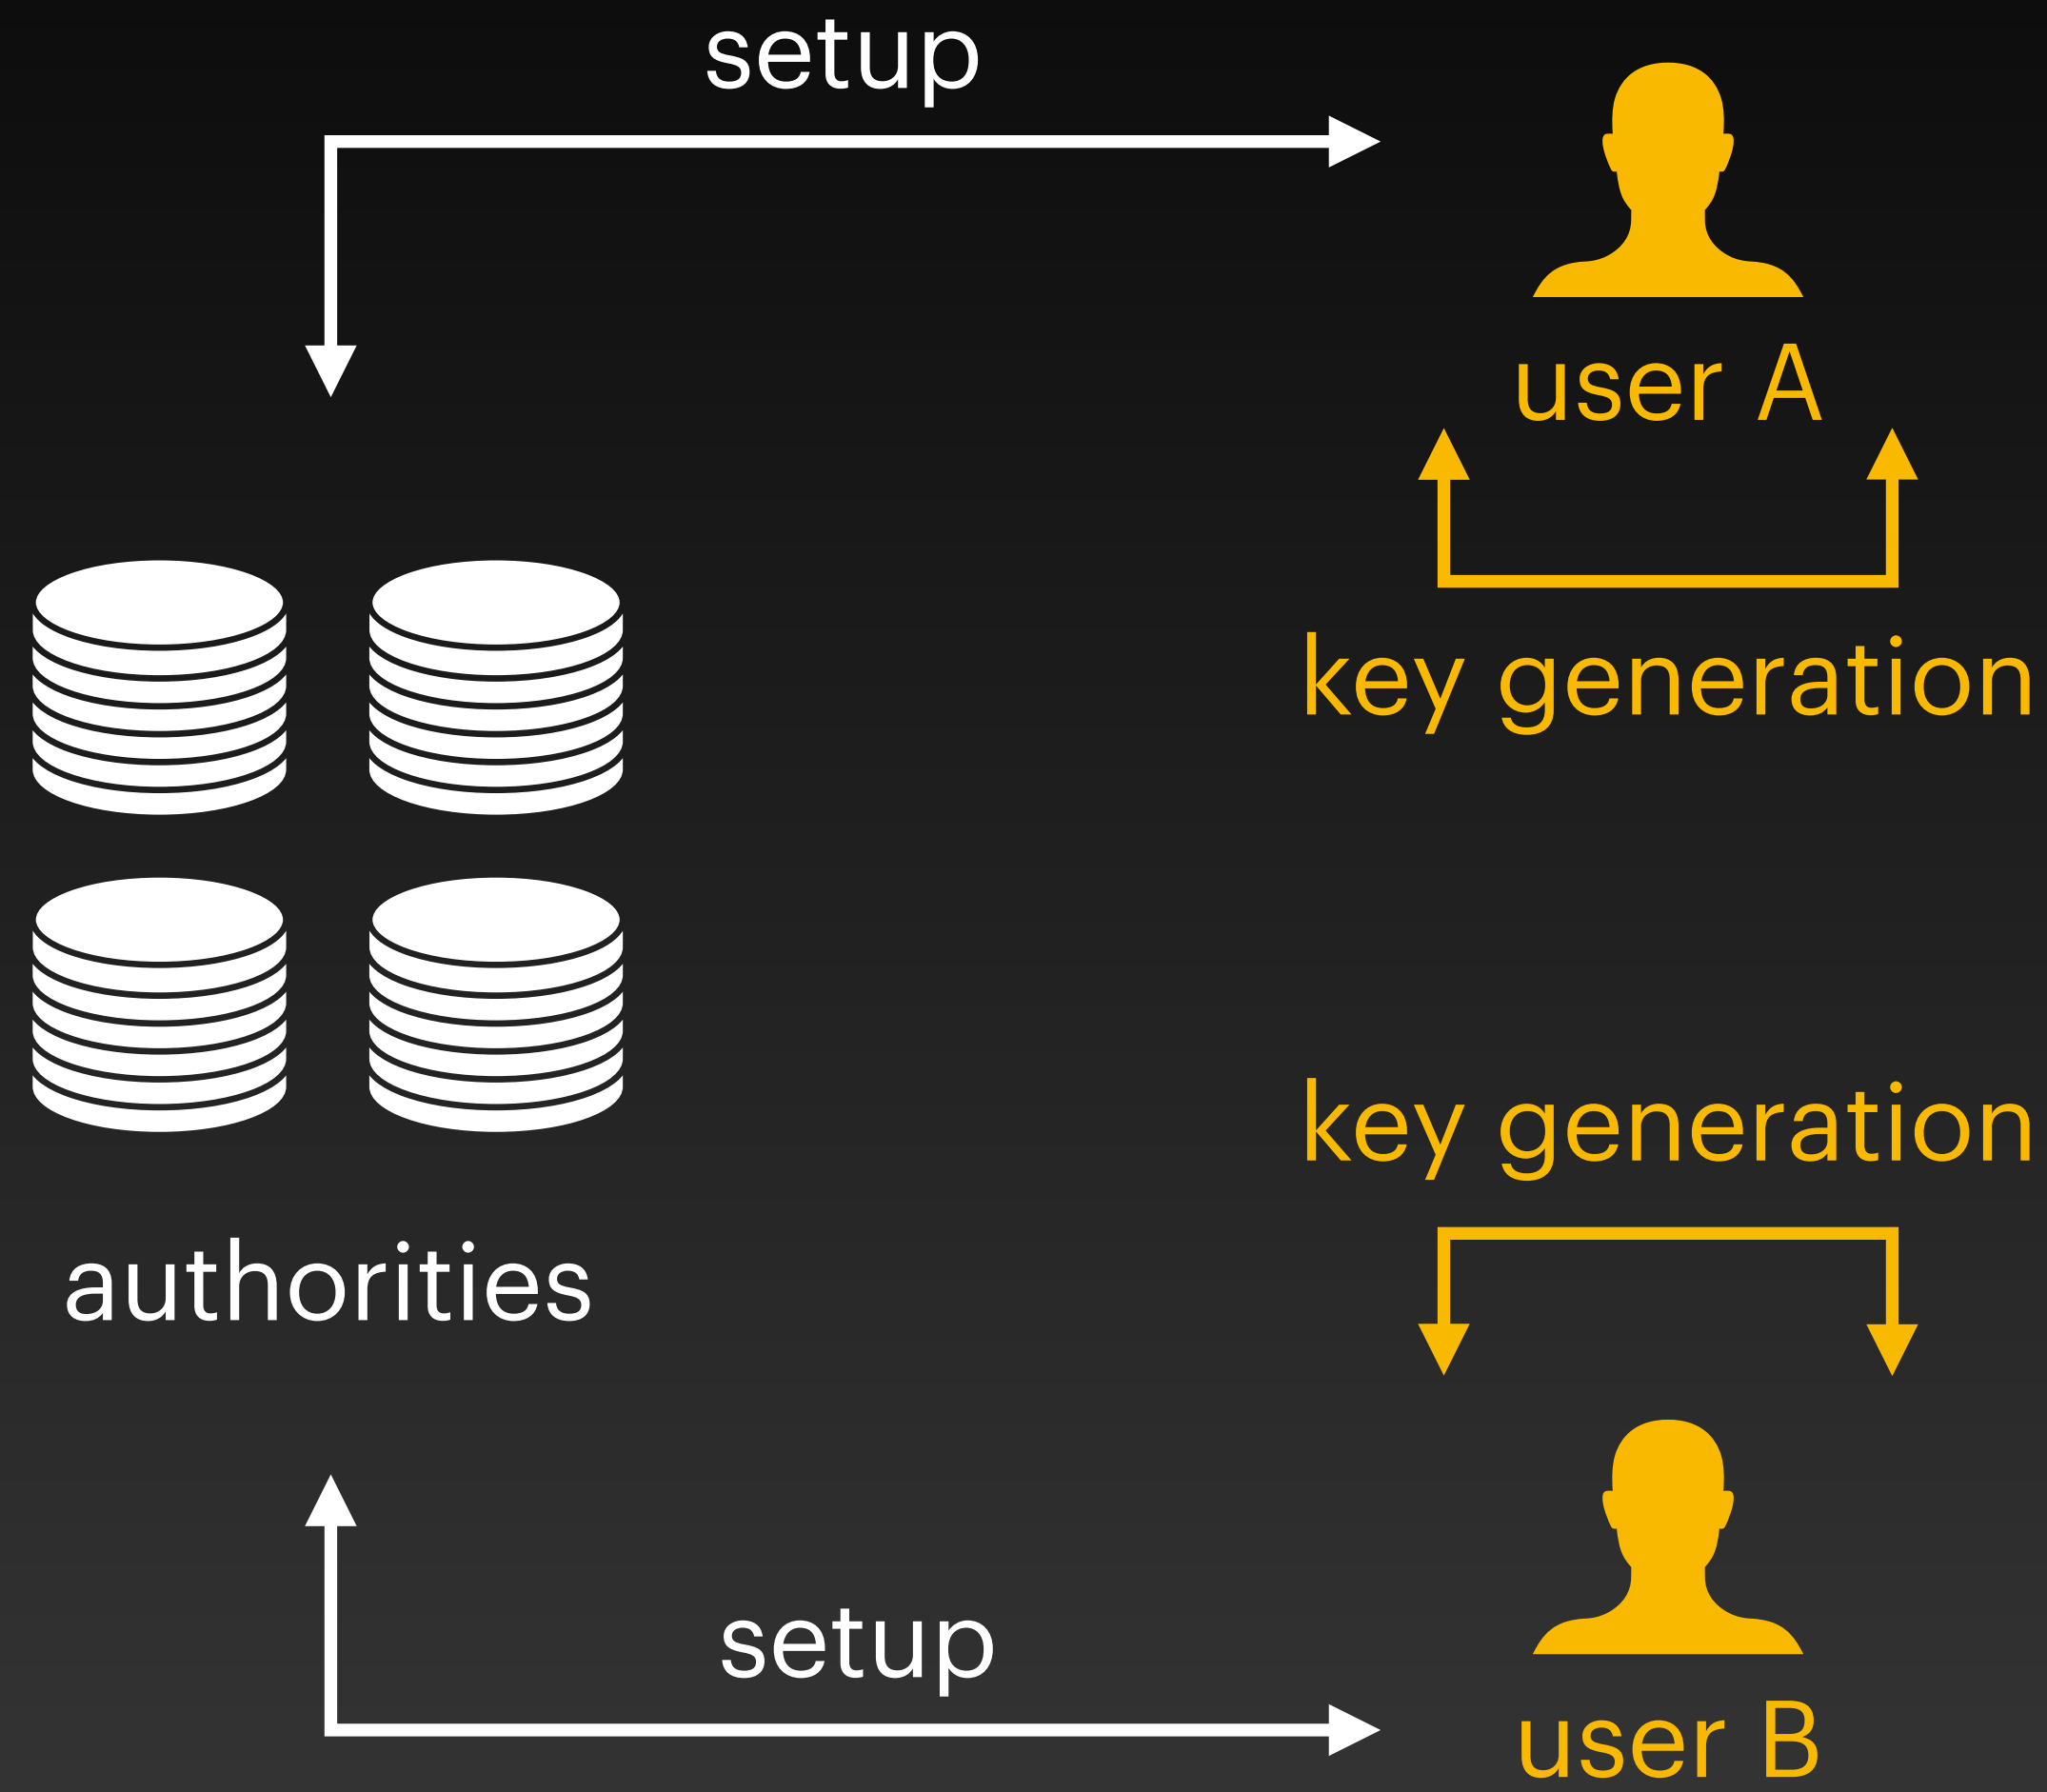 setup
user A
key generation
key generation
authorities
setup
user B